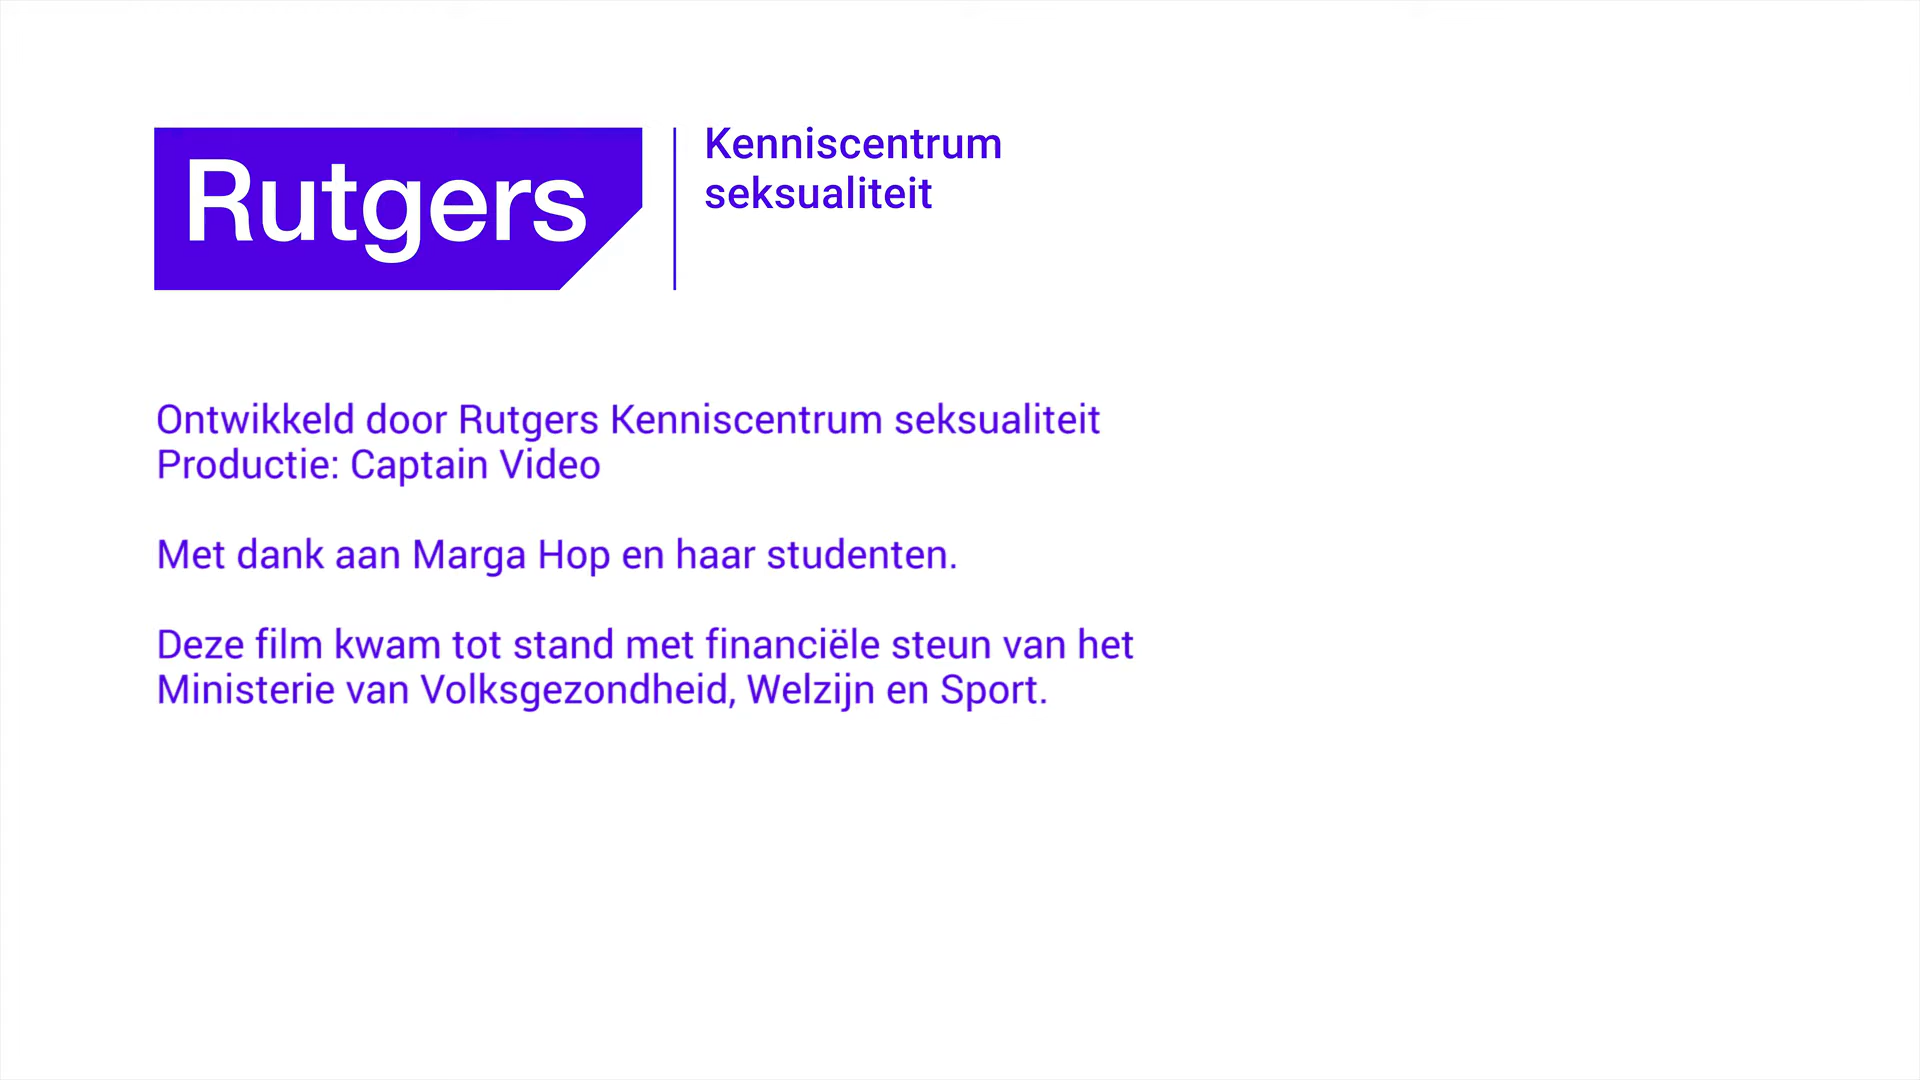 Rutgers
Kenniscentrum
seksualiteit
Ontwikkeld door Rutgers Kenniscentrum seksualiteit
Productie: Captain Video
Met dank aan Marga Hop en haar studenten.
Deze film kwam tot stand met financiële steun van het
Ministerie van Volksgezondheid, Welzijn en Sport.